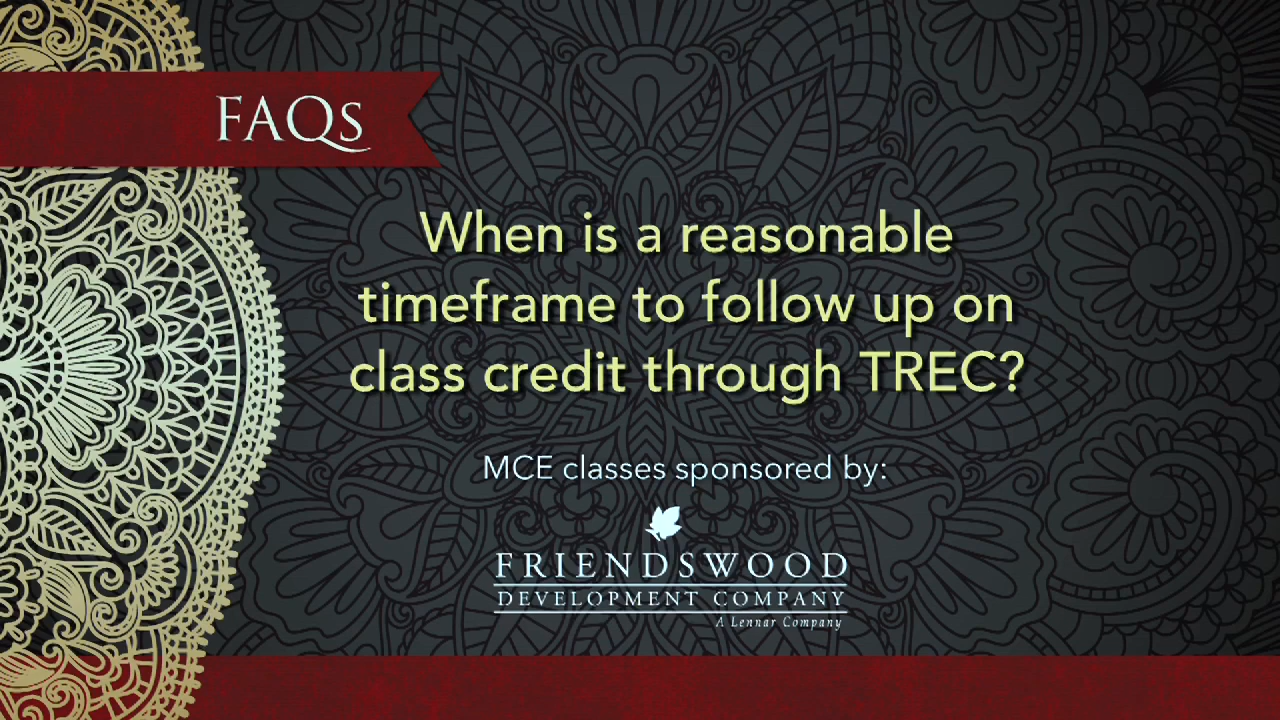 FAQs
When is a reasonable
timeframe to follow up on
class credit through TREC?
MCE classes sponsored by:
FRIENDSWOOD
DEVELOPMENT COMPANY
A Lennar Company